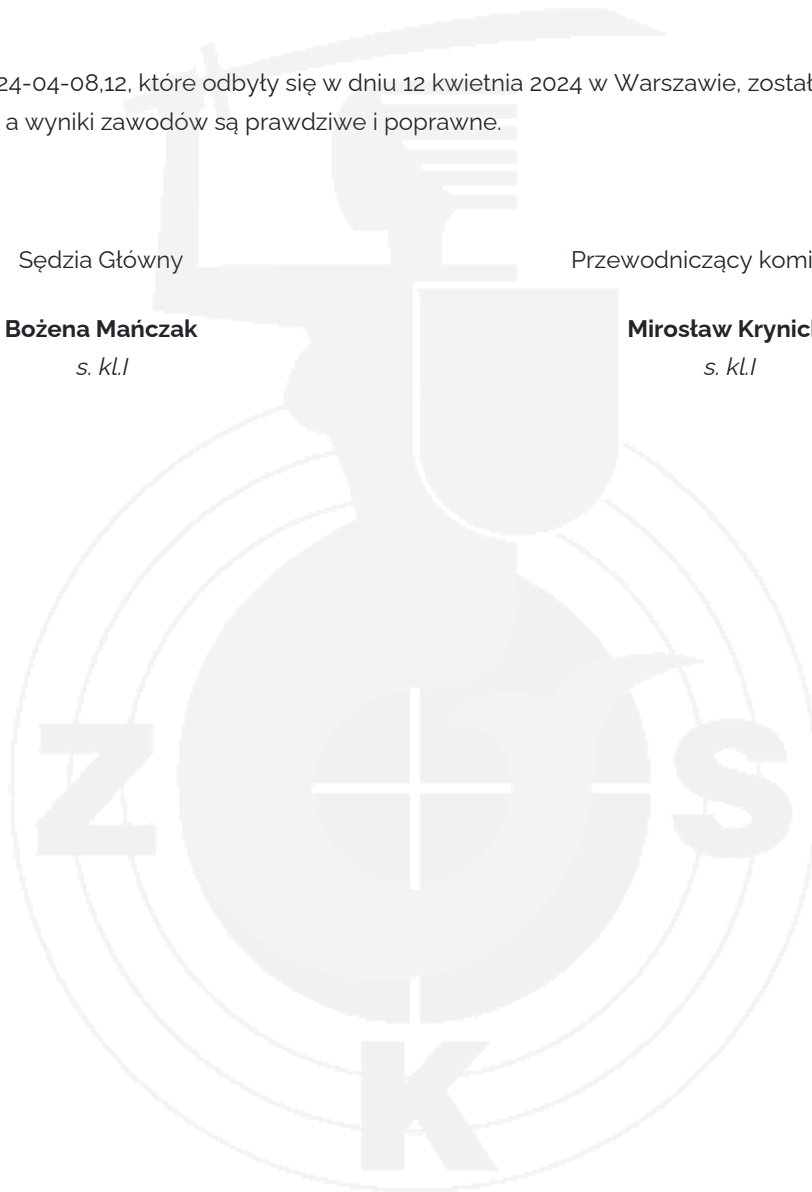 24-04-08,12, które odbyły się w dniu 12 kwietnia 2024 w Warszawie, został
a wyniki zawodów są prawdziwe i poprawne.
Sędzia Główny Przewodniczący komi
Bożena Mańczak Mirosław Krynic
s. kl.I s. kl.I
Z S
K